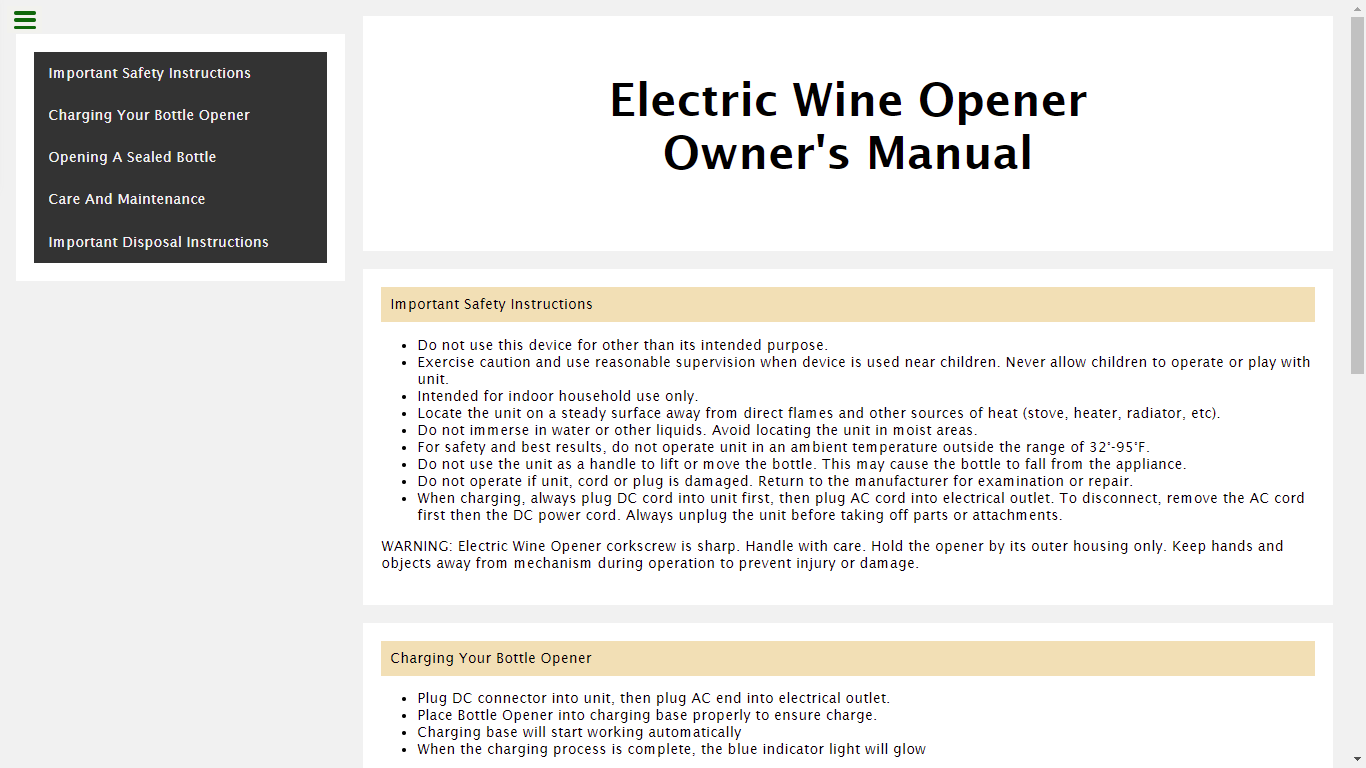 Important Safety Instructions
Charging Your Bottle Opener
Opening A Sealed Bottle
Care And Maintenance
Important Disposal Instructions
Electric Wine Opener
Owner's Manual
Important Safety Instructions
• Do not use this device for other than its intended purpose.
• Exercise caution and use reasonable supervision when device is used near children. Never allow children to operate or play with
unit.
• Intended for indoor household use only.
• Locate the unit on a steady surface away from direct flames and other sources of heat (stove, heater, radiator, etc).
• Do not immerse in water or other liquids. Avoid locating the unit in moist areas.
• For safety and best results, do not operate unit in an ambient temperature outside the range of 32°-95°F.
• Do not use the unit as a handle to lift or move the bottle. This may cause the bottle to fall from the appliance.
• Do not operate if unit, cord or plug is damaged. Return to the manufacturer for examination or repair.
• When charging, always plug DC cord into unit first, then plug AC cord into electrical outlet. To disconnect, remove the AC cord
first then the DC power cord. Always unplug the unit before taking off parts or attachments.
WARNING: Electric Wine Opener corkscrew is sharp. Handle with care. Hold the opener by its outer housing only. Keep hands and
objects away from mechanism during operation to prevent injury or damage.
Charging Your Bottle Opener
• Plug DC connector into unit, then plug AC end into electrical outlet.
• Place Bottle Opener into charging base properly to ensure charge.
• Charging base will start working automatically
• When the charging process is complete, the blue indicator light will glow